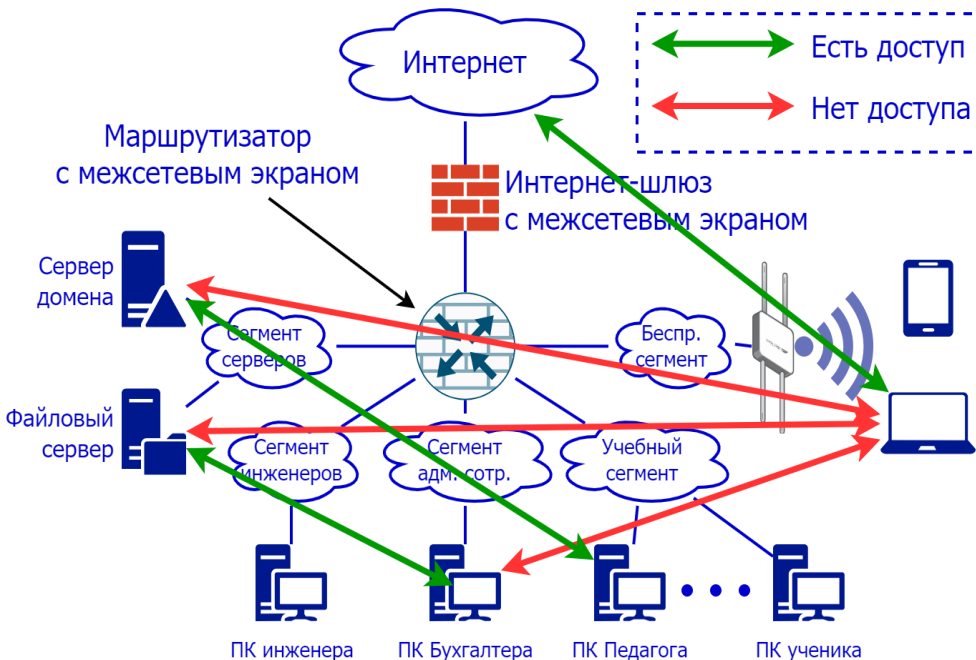 Интернет
Есть доступ
Нет доступа
Маршрутизатор
с межсетевым экраном
Интернет-шлюз
с межсетевым экраном
Сервер
домена
Сегмент
серверов
Беспр.
сегмент
Файловый
сервер
Сегмент
инженеров
Сегмент
адм. сотр.
Учебный
сегмент
ПК инженера
ПК Бухгалтера
ПК Педагога
ПК ученика